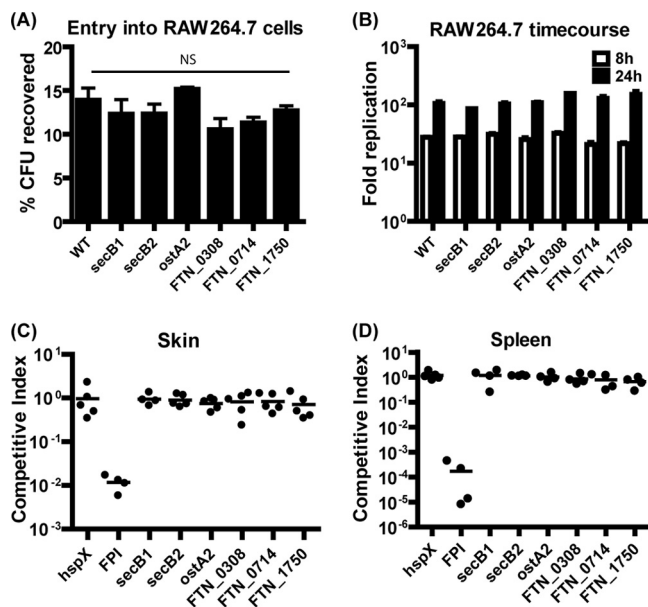 (A) Entry into RAW264.7 cells
NS
% CFU recovered
20
15
10
5
0
WT
secB1
secB2
ostA2
FTN_0308
FTN_0714
FTN_1750
(B) RAW264.7 timecourse
8h
24h
Fold replication
10³
10²
10¹
10⁰
WT
secB1
secB2
ostA2
FTN_0308
FTN_0714
FTN_1750
(C) Skin
Competitive Index
10¹
10⁰
10⁻¹
10⁻²
10⁻³
hspX
FPI
secB1
secB2
ostA2
FTN_0308
FTN_0714
FTN_1750
(D) Spleen
Competitive Index
10¹
10⁰
10⁻¹
10⁻²
10⁻³
10⁻⁴
10⁻⁵
10⁻⁶
hspX
FPI
secB1
secB2
ostA2
FTN_0308
FTN_0714
FTN_1750